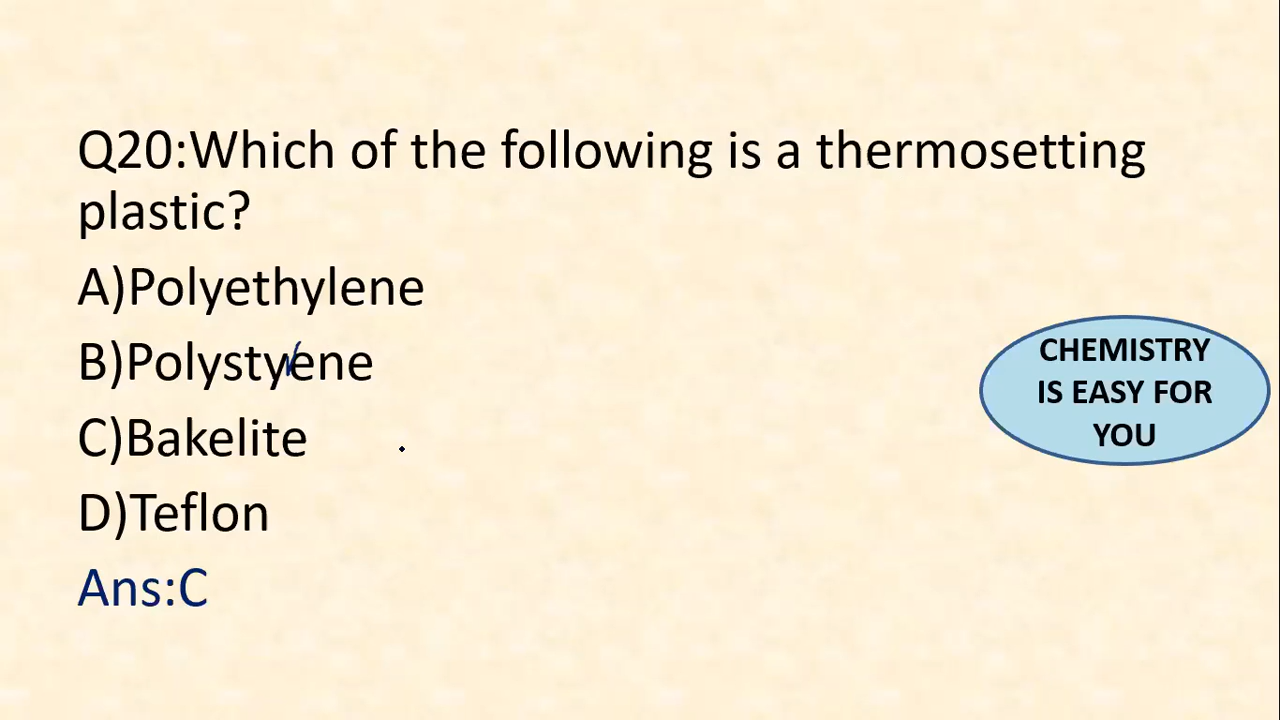 Q20:Which of the following is a thermosetting
plastic?
A)Polyethylene
B)Polystyene
C)Bakelite
D)Teflon
Ans:C
CHEMISTRY
IS EASY FOR
YOU